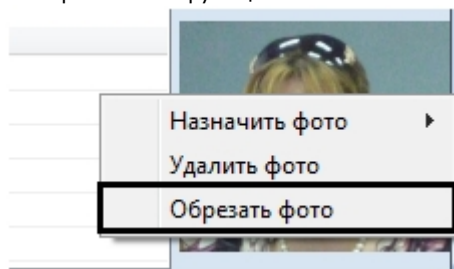 Назначить фото
Удалить фото
Обрезать фото